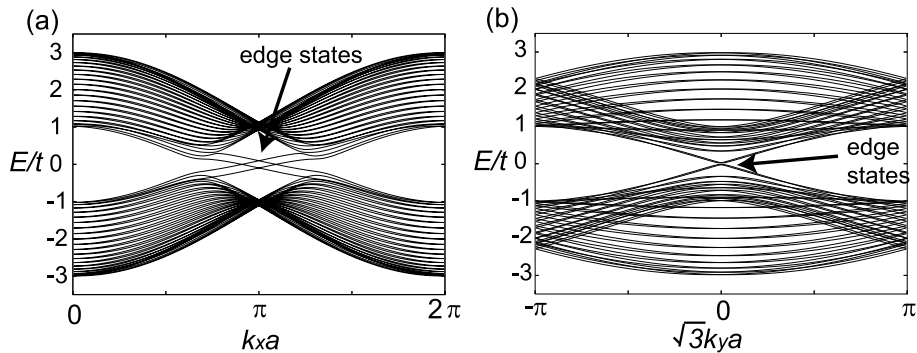 (a)
edge states
3
2
1
0
-1
-2
-3
E/t
0
π
2π
kxa
(b)
3
2
1
0
-1
-2
-3
E/t
edge
states
-π
0
π
√3kya